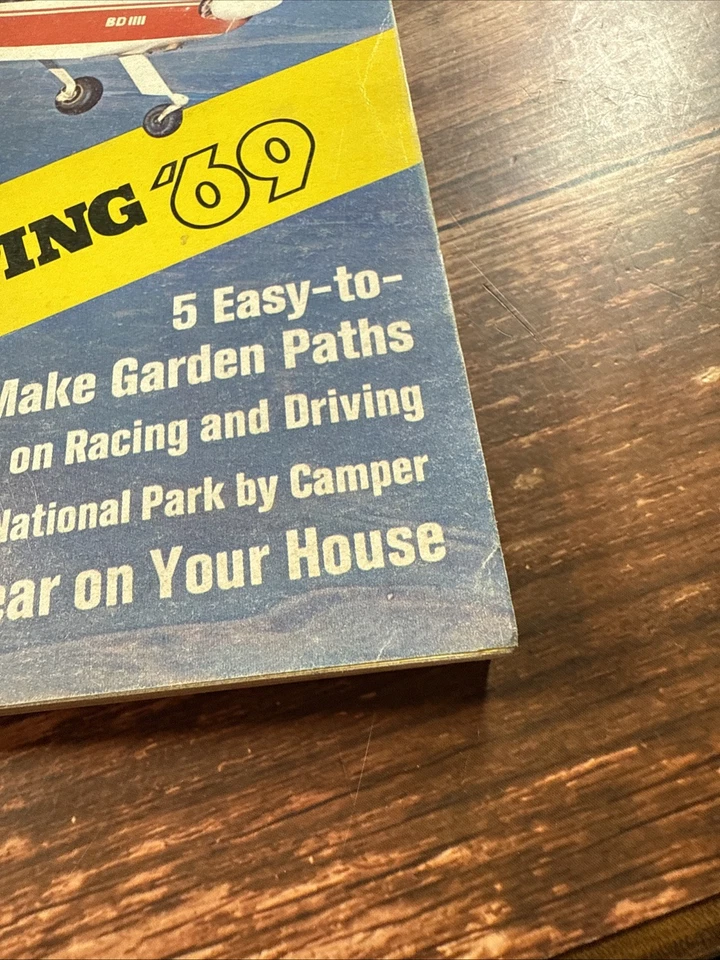 BD IIII
ING '69
5 Easy-to-
Make Garden Paths
on Racing and Driving
National Park by Camper
ear on Your House